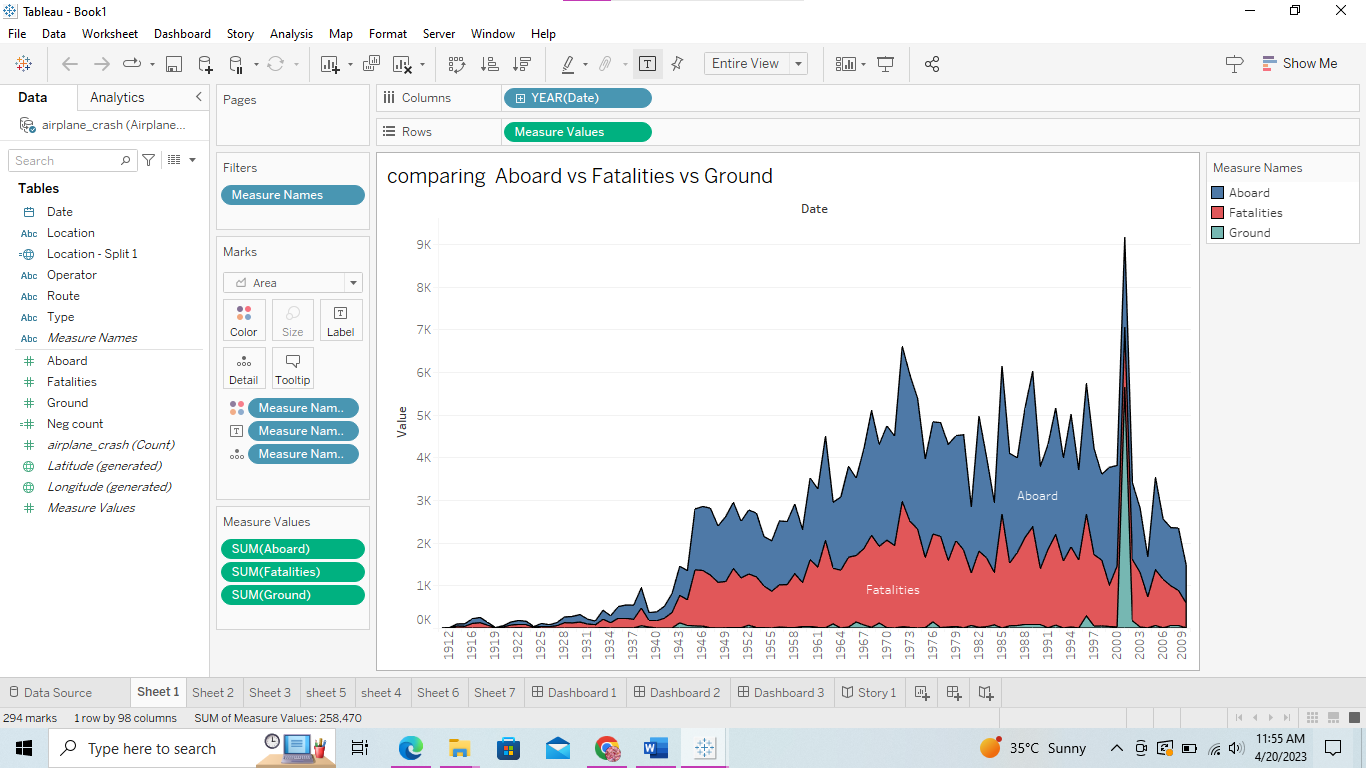 Tableau - Book1
File Data Worksheet Dashboard Story Analysis Map Format Server Window Help
Entire View
Show Me
Data Analytics
airplane_crash (Airplane...
Search
Tables
Date
Abc Location
Location - Split 1
Abc Operator
Abc Route
Abc Type
Abc Measure Names
Aboard
Fatalities
Ground
Neg count
airplane_crash (Count)
Latitude (generated)
Longitude (generated)
Measure Values
Pages
Filters
Measure Names
Marks
Area
Color Size Label
Detail Tooltip
Measure Nam..
Measure Nam..
Measure Nam..
Measure Values
SUM(Aboard)
SUM(Fatalities)
SUM(Ground)
Columns YEAR(Date)
Rows Measure Values
comparing Aboard vs Fatalities vs Ground
Date
Value
9K
8K
7K
6K
5K
4K
3K
2K
1K
0K
Aboard
Fatalities
1912 1916 1919 1922 1925 1928 1931 1934 1937 1940 1943 1946 1949 1952 1955 1958 1961 1964 1967 1970 1973 1976 1979 1982 1985 1988 1991 1994 1997 2000 2003 2006 2009
Measure Names
Aboard
Fatalities
Ground
Data Source Sheet 1 Sheet 2 Sheet 3 sheet 5 sheet 4 Sheet 6 Sheet 7 Dashboard 1 Dashboard 2 Dashboard 3 Story 1
294 marks 1 row by 98 columns SUM of Measure Values: 258,470
Type here to search
35°C Sunny
11:55 AM
4/20/2023